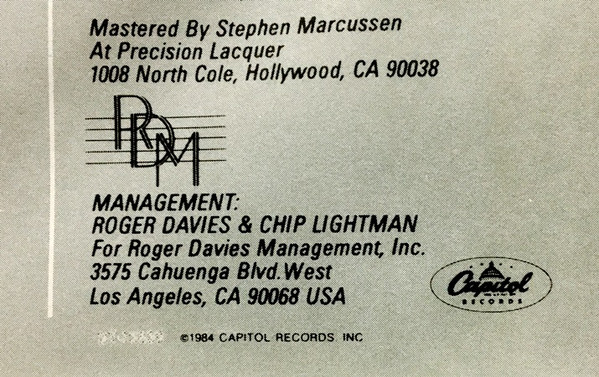 Mastered By Stephen Marcussen
At Precision Lacquer
1008 North Cole, Hollywood, CA 90038
RDM
MANAGEMENT:
ROGER DAVIES & CHIP LIGHTMAN
For Roger Davies Management, Inc.
3575 Cahuenga Blvd. West
Los Angeles, CA 90068 USA
Capitol
RECORDS
©1984 CAPITOL RECORDS INC